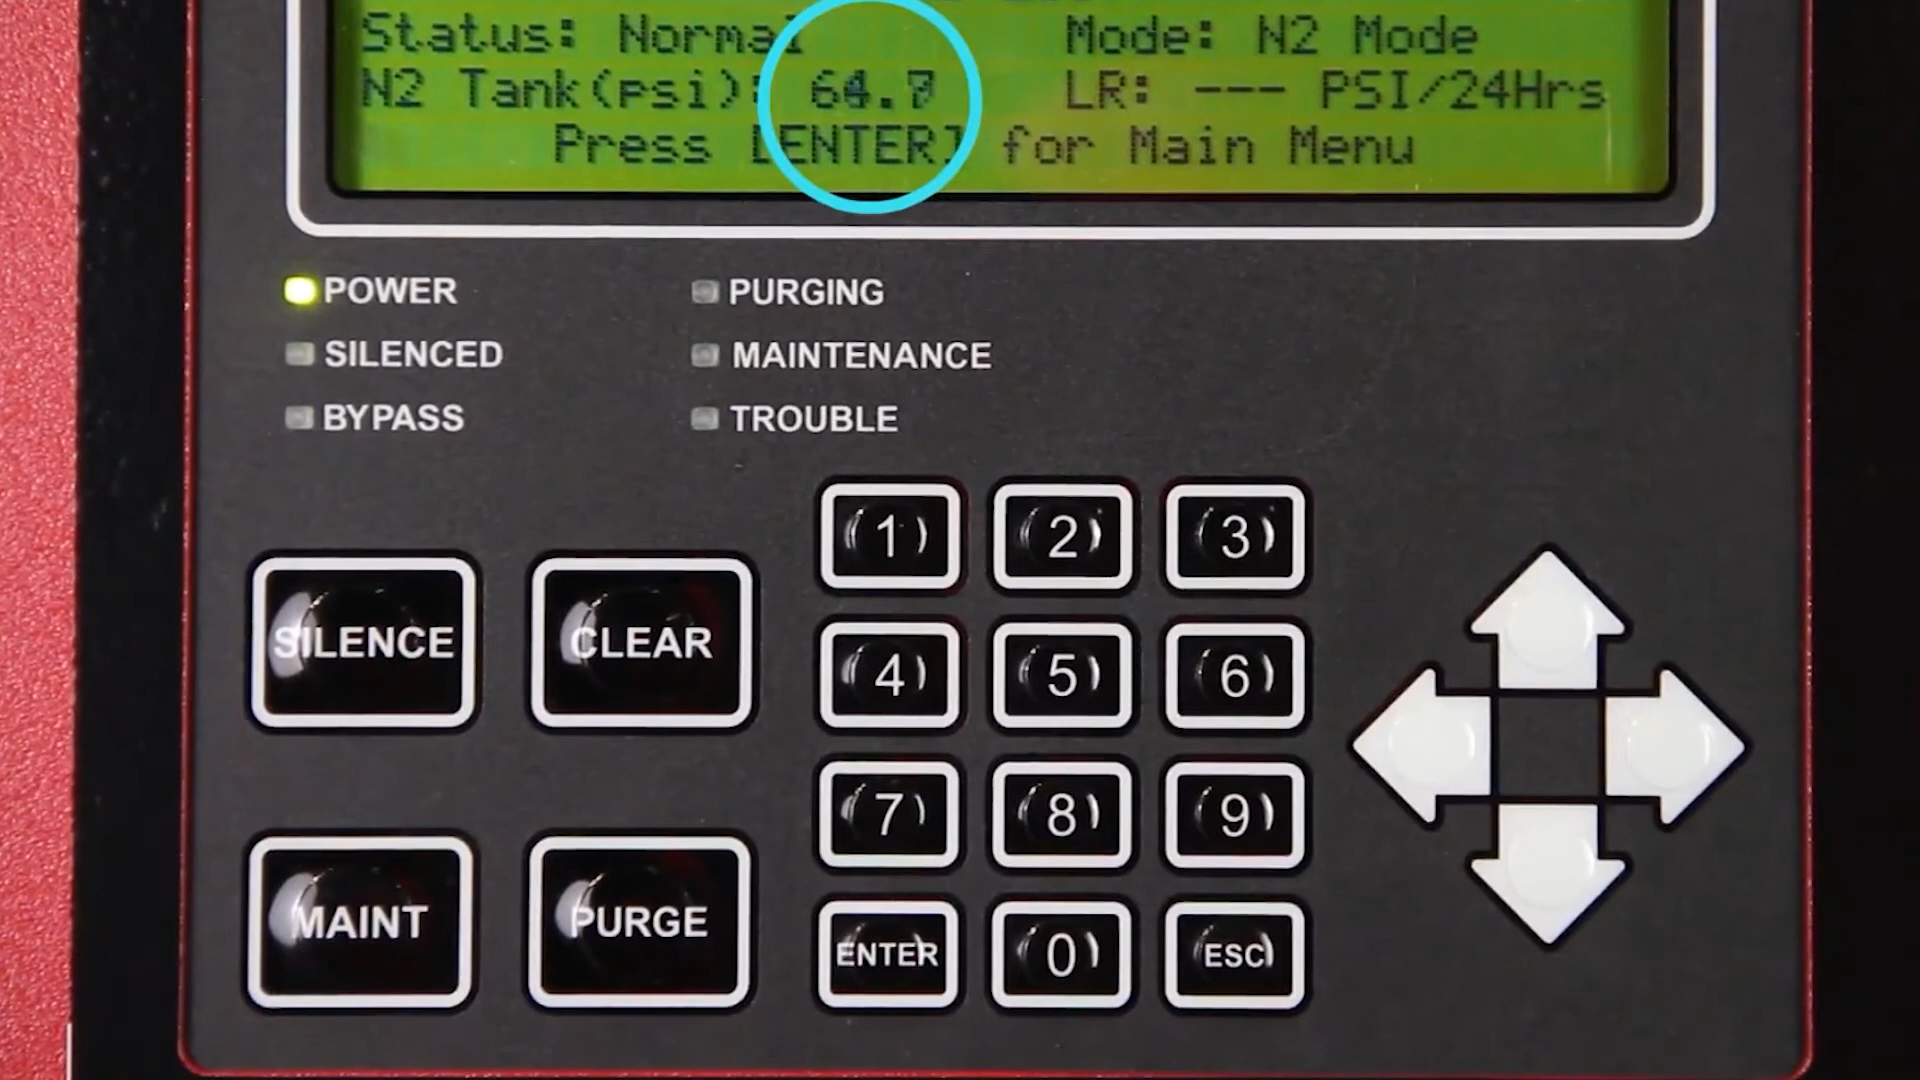 Status: Normal Mode: N2 Mode
N2 Tank(psi): LR: --- PSI/24Hrs
Press [ENTER] for Main Menu
POWER PURGING
SILENCED MAINTENANCE
BYPASS TROUBLE
1 2 3
SILENCE CLEAR
4 5 6
7 8 9
MAINT PURGE
ENTER 0 ESC